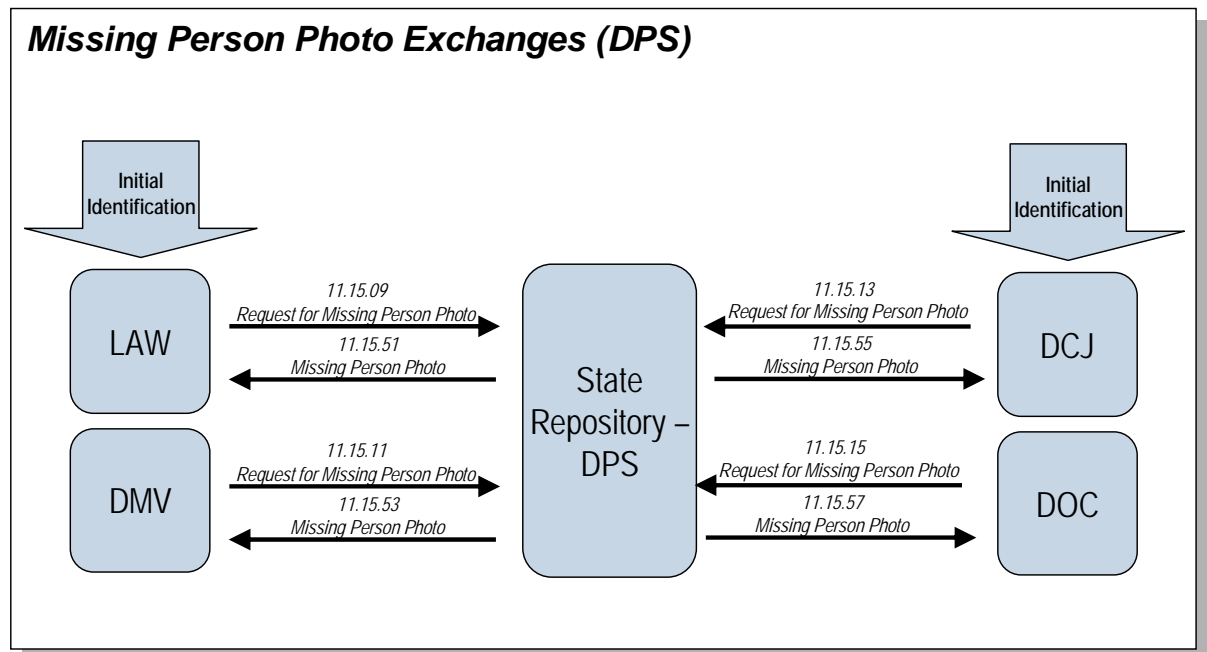 Missing Person Photo Exchanges (DPS)
Initial
Identification
Initial
Identification
LAW
11.15.09
Request for Missing Person Photo
11.15.51
Missing Person Photo
DMV
11.15.11
Request for Missing Person Photo
11.15.53
Missing Person Photo
State
Repository –
DPS
11.15.13
Request for Missing Person Photo
11.15.55
Missing Person Photo
DCJ
11.15.15
Request for Missing Person Photo
11.15.57
Missing Person Photo
DOC